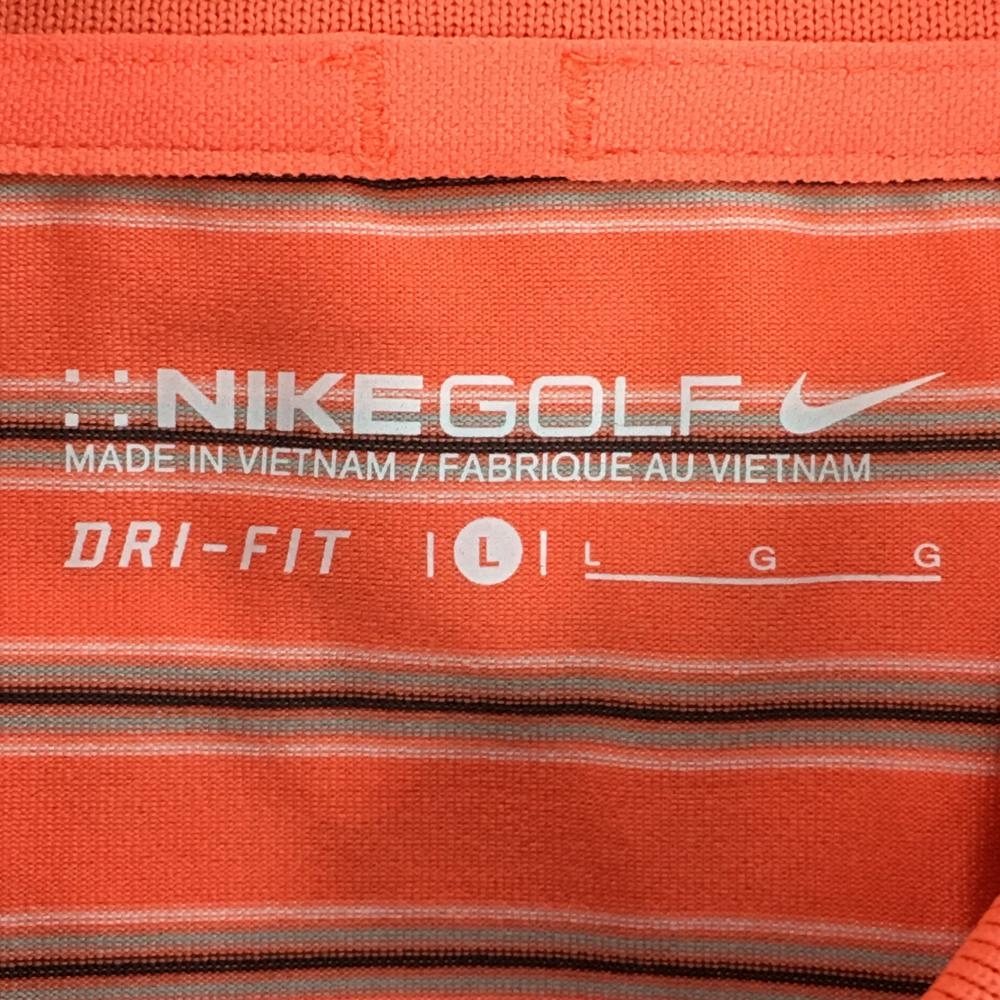 NIKEGOLF
MADE IN VIETNAM / FABRIQUE AU VIETNAM
DRI-FIT | L | L G G